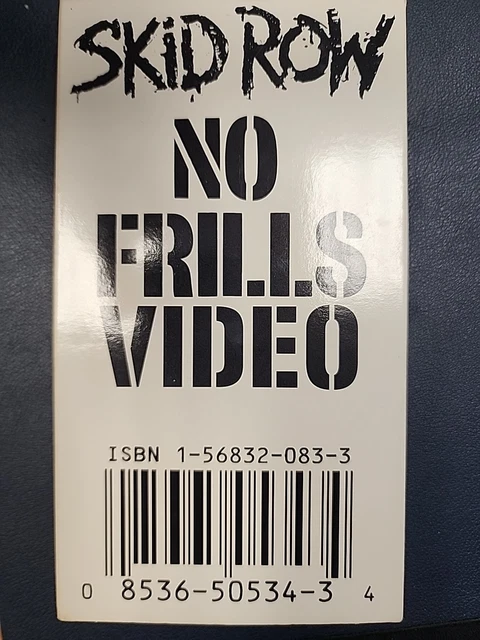 SKID ROW
NO
FRILLS
VIDEO
ISBN 1-56832-083-3
0 8536-50534-3 4